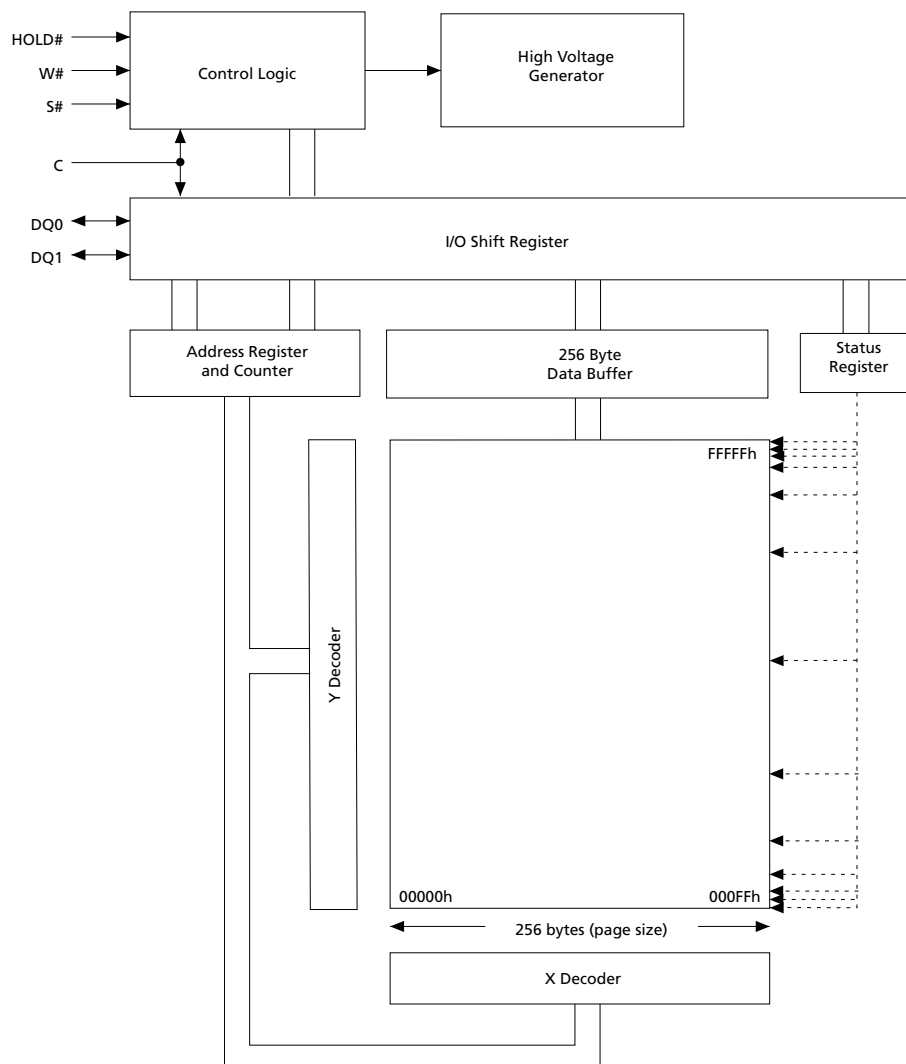 HOLD#
W#
S#
Control Logic
High Voltage
Generator
C
DQ0
DQ1
I/O Shift Register
Address Register
and Counter
256 Byte
Data Buffer
Status
Register
FFFFFh
Y Decoder
00000h
000FFh
256 bytes (page size)
X Decoder